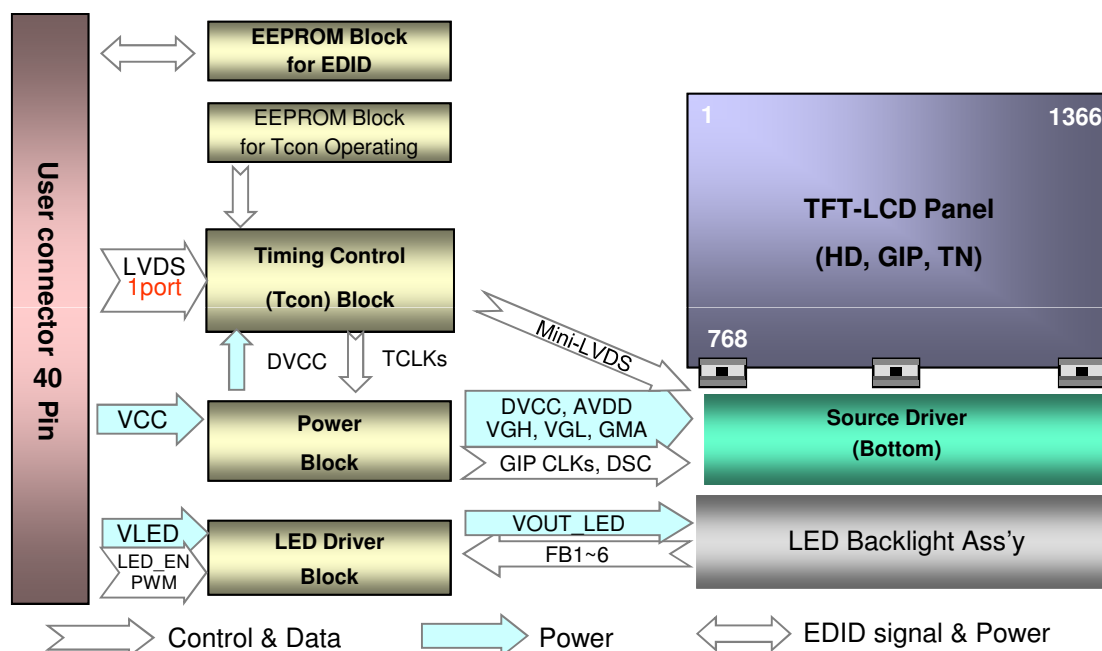 User connector 40 Pin
EEPROM Block
for EDID
EEPROM Block
for Tcon Operating
LVDS
1port
Timing Control
(Tcon) Block
DVCC
TCLKs
VCC
Power
Block
VLED
LED_EN
PWM
LED Driver
Block
Mini-LVDS
DVCC, AVDD
VGH, VGL, GMA
GIP CLKs, DSC
VOUT_LED
FB1~6
1
1366
TFT-LCD Panel
(HD, GIP, TN)
768
Source Driver
(Bottom)
LED Backlight Ass'y
Control & Data
Power
EDID signal & Power